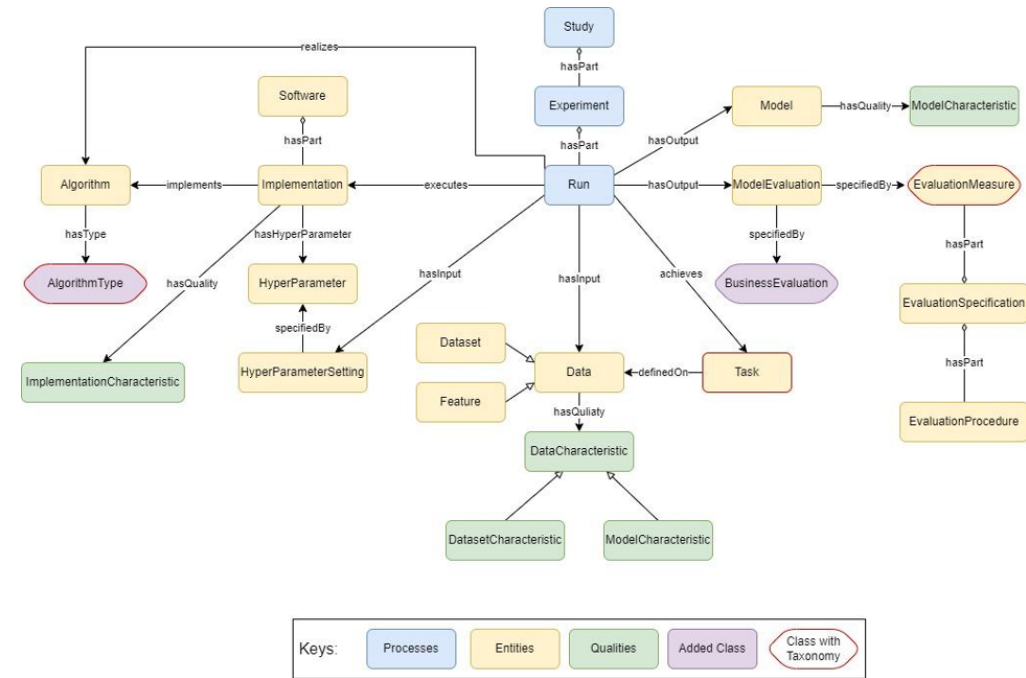 Study
realizes
hasPart
Software
Experiment
Model
hasQuality
ModelCharacteristic
hasPart
hasPart
hasOutput
Algorithm
implements
Implementation
executes
Run
hasOutput
ModelEvaluation
specifiedBy
EvaluationMeasure
hasType
hasHyperParameter
specifiedBy
hasPart
AlgorithmType
hasQuality
HyperParameter
hasInput
hasInput
achieves
BusinessEvaluation
EvaluationSpecification
specifiedBy
Dataset
hasPart
ImplementationCharacteristic
HyperParameterSetting
Data
definedOn
Task
Feature
hasQuliaty
EvaluationProcedure
DataCharacteristic
DatasetCharacteristic
ModelCharacteristic
Keys:
Processes
Entities
Qualities
Added Class
Class with
Taxonomy